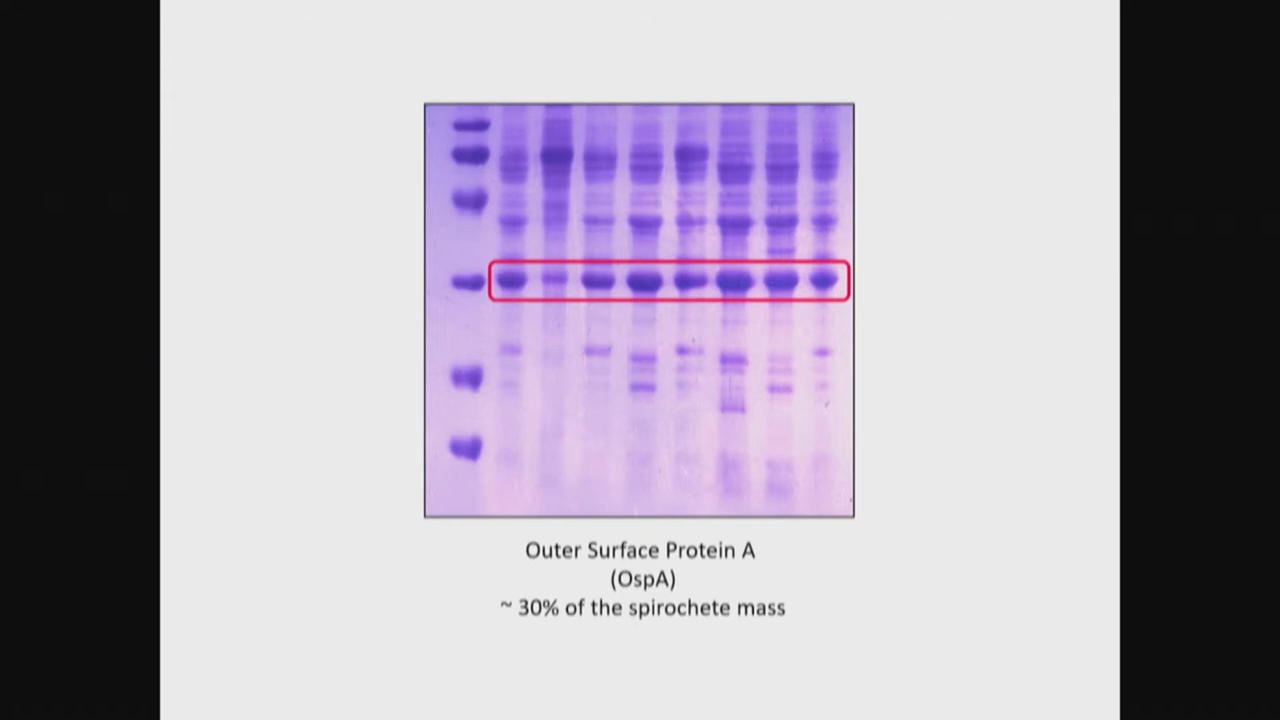 Outer Surface Protein A
(OspA)
~ 30% of the spirochete mass